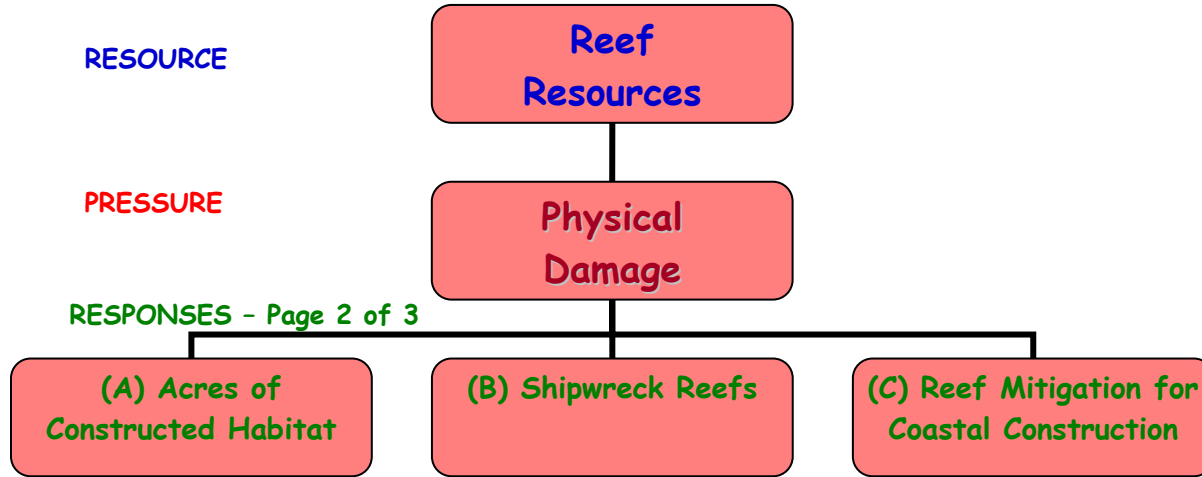 RESOURCE
Reef
Resources
PRESSURE
Physical
Damage
RESPONSES – Page 2 of 3
(A) Acres of
Constructed Habitat
(B) Shipwreck Reefs
(C) Reef Mitigation for
Coastal Construction